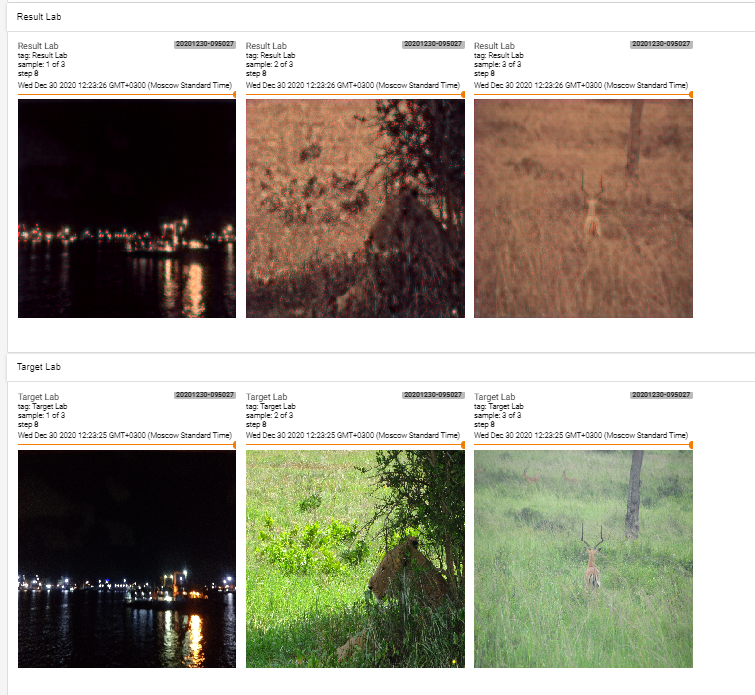 Result Lab
Result Lab 20201230-095027
tag: Result Lab
sample: 1 of 3
step 8
Wed Dec 30 2020 12:23:26 GMT+0300 (Moscow Standard Time)
Result Lab 20201230-095027
tag: Result Lab
sample: 2 of 3
step 8
Wed Dec 30 2020 12:23:26 GMT+0300 (Moscow Standard Time)
Result Lab 20201230-095027
tag: Result Lab
sample: 3 of 3
step 8
Wed Dec 30 2020 12:23:26 GMT+0300 (Moscow Standard Time)
Target Lab
Target Lab 20201230-095027
tag: Target Lab
sample: 1 of 3
step 8
Wed Dec 30 2020 12:23:25 GMT+0300 (Moscow Standard Time)
Target Lab 20201230-095027
tag: Target Lab
sample: 2 of 3
step 8
Wed Dec 30 2020 12:23:25 GMT+0300 (Moscow Standard Time)
Target Lab 20201230-095027
tag: Target Lab
sample: 3 of 3
step 8
Wed Dec 30 2020 12:23:25 GMT+0300 (Moscow Standard Time)